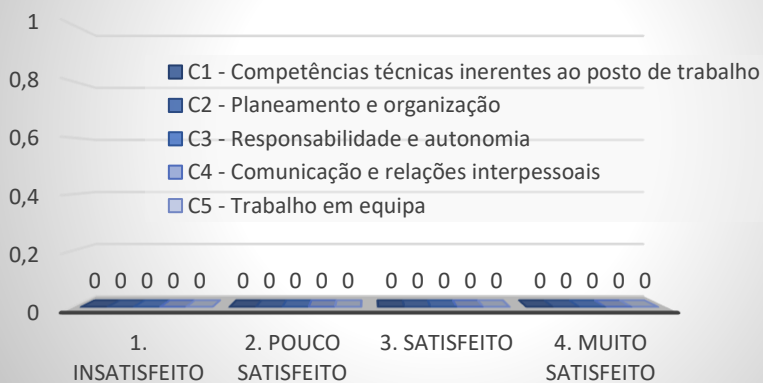 1
0,8
0,6
0,4
0,2
0
C1 - Competências técnicas inerentes ao posto de trabalho
C2 - Planeamento e organização
C3 - Responsabilidade e autonomia
C4 - Comunicação e relações interpessoais
C5 - Trabalho em equipa
0 0 0 0 0 0 0 0 0 0 0 0 0 0 0 0 0 0 0 0
1. INSATISFEITO
2. POUCO SATISFEITO
3. SATISFEITO
4. MUITO SATISFEITO